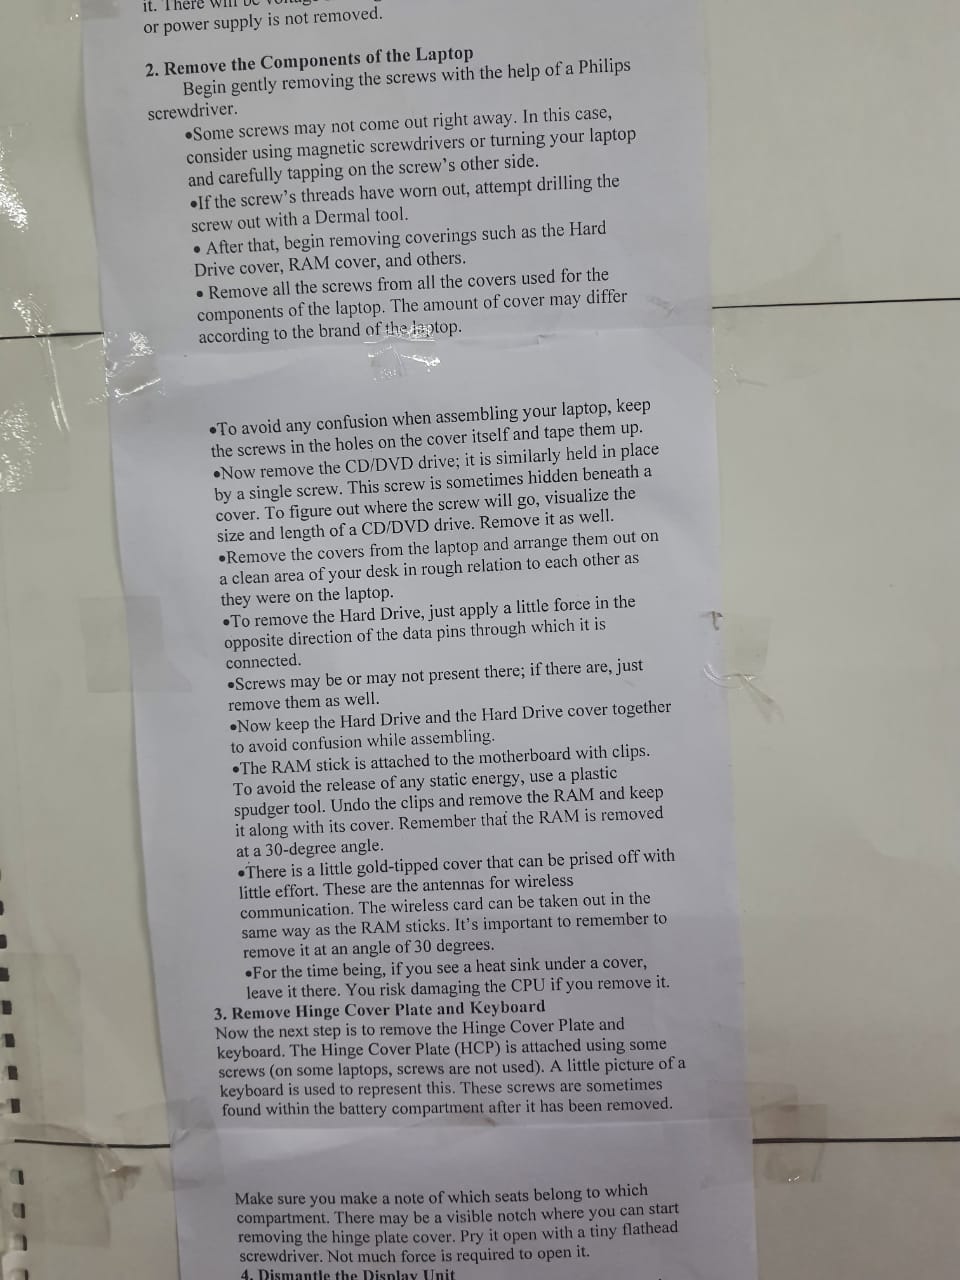 it. There will be
or power supply is not removed.
2. Remove the Components of the Laptop
Begin gently removing the screws with the help of a Philips
screwdriver.
•Some screws may not come out right away. In this case,
consider using magnetic screwdrivers or turning your laptop
and carefully tapping on the screw's other side.
•If the screw's threads have worn out, attempt drilling the
screw out with a Dermal tool.
• After that, begin removing coverings such as the Hard
Drive cover, RAM cover, and others.
• Remove all the screws from all the covers used for the
components of the laptop. The amount of cover may differ
according to the brand of the laptop.
•To avoid any confusion when assembling your laptop, keep
the screws in the holes on the cover itself and tape them up.
•Now remove the CD/DVD drive; it is similarly held in place
by a single screw. This screw is sometimes hidden beneath a
cover. To figure out where the screw will go, visualize the
size and length of a CD/DVD drive. Remove it as well.
•Remove the covers from the laptop and arrange them out on
a clean area of your desk in rough relation to each other as
they were on the laptop.
•To remove the Hard Drive, just apply a little force in the
opposite direction of the data pins through which it is
connected.
•Screws may be or may not present there; if there are, just
remove them as well.
•Now keep the Hard Drive and the Hard Drive cover together
to avoid confusion while assembling.
•The RAM stick is attached to the motherboard with clips.
To avoid the release of any static energy, use a plastic
spudger tool. Undo the clips and remove the RAM and keep
it along with its cover. Remember that the RAM is removed
at a 30-degree angle.
•There is a little gold-tipped cover that can be prised off with
little effort. These are the antennas for wireless
communication. The wireless card can be taken out in the
same way as the RAM sticks. It's important to remember to
remove it at an angle of 30 degrees.
•For the time being, if you see a heat sink under a cover,
leave it there. You risk damaging the CPU if you remove it.
3. Remove Hinge Cover Plate and Keyboard
Now the next step is to remove the Hinge Cover Plate and
keyboard. The Hinge Cover Plate (HCP) is attached using some
screws (on some laptops, screws are not used). A little picture of a
keyboard is used to represent this. These screws are sometimes
found within the battery compartment after it has been removed.
Make sure you make a note of which seats belong to which
compartment. There may be a visible notch where you can start
removing the hinge plate cover. Pry it open with a tiny flathead
screwdriver. Not much force is required to open it.
4. Dismantle the Display Unit